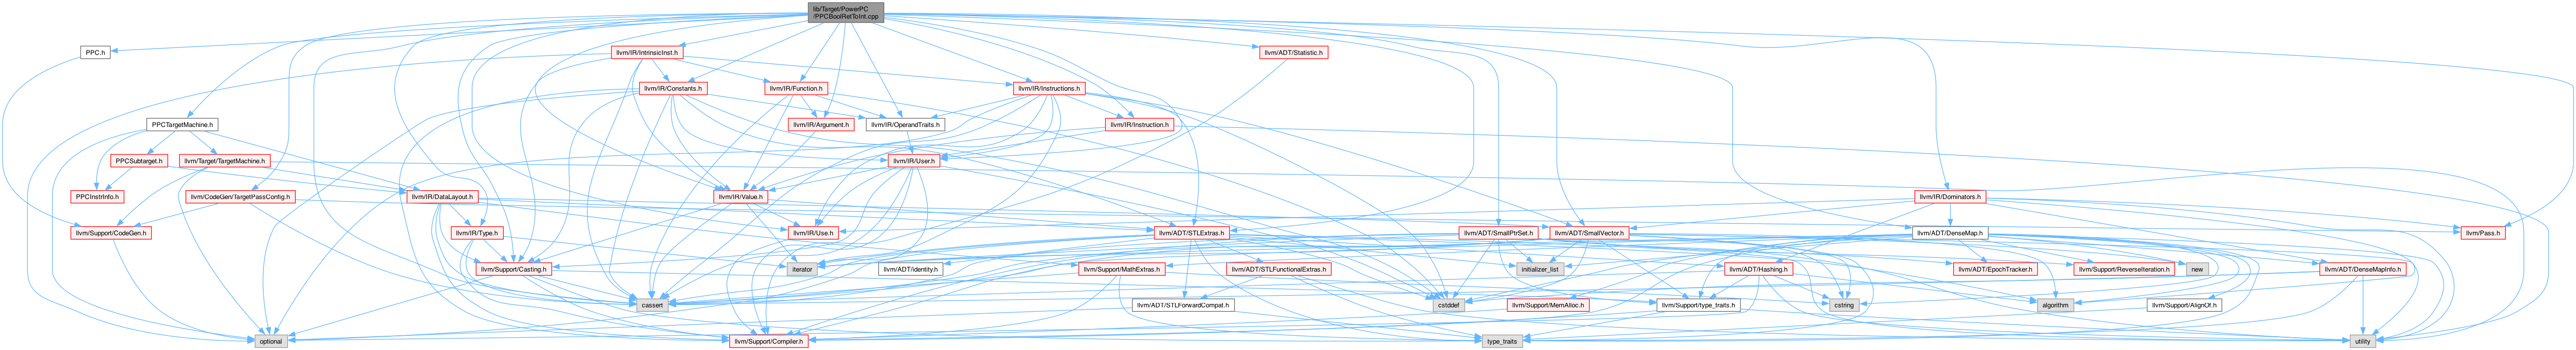 lib/Target/PowerPC
/PPCBoolRetToInt.cpp
PPC.h
llvm/IR/IntrinsicInst.h
llvm/ADT/Statistic.h
llvm/IR/Constants.h
llvm/IR/Function.h
llvm/IR/Instructions.h
PPCTargetMachine.h
llvm/IR/Argument.h
llvm/IR/OperandTraits.h
llvm/IR/Instruction.h
PPCSubtarget.h
llvm/Target/TargetMachine.h
llvm/IR/User.h
PPCInstrInfo.h
llvm/CodeGen/TargetPassConfig.h
llvm/IR/DataLayout.h
llvm/IR/Value.h
llvm/IR/Dominators.h
llvm/Support/CodeGen.h
llvm/IR/Type.h
llvm/IR/Use.h
llvm/ADT/STLExtras.h
llvm/ADT/SmallPtrSet.h
llvm/ADT/SmallVector.h
llvm/ADT/DenseMap.h
llvm/Pass.h
llvm/Support/Casting.h
iterator
llvm/ADT/identity.h
llvm/Support/MathExtras.h
llvm/ADT/STLFunctionalExtras.h
initializer_list
llvm/ADT/Hashing.h
llvm/ADT/EpochTracker.h
llvm/Support/ReverseIteration.h
new
llvm/ADT/DenseMapInfo.h
cassert
llvm/ADT/STLForwardCompat.h
cstddef
llvm/Support/MemAlloc.h
llvm/Support/type_traits.h
cstring
algorithm
llvm/Support/AlignOf.h
optional
llvm/Support/Compiler.h
type_traits
utility